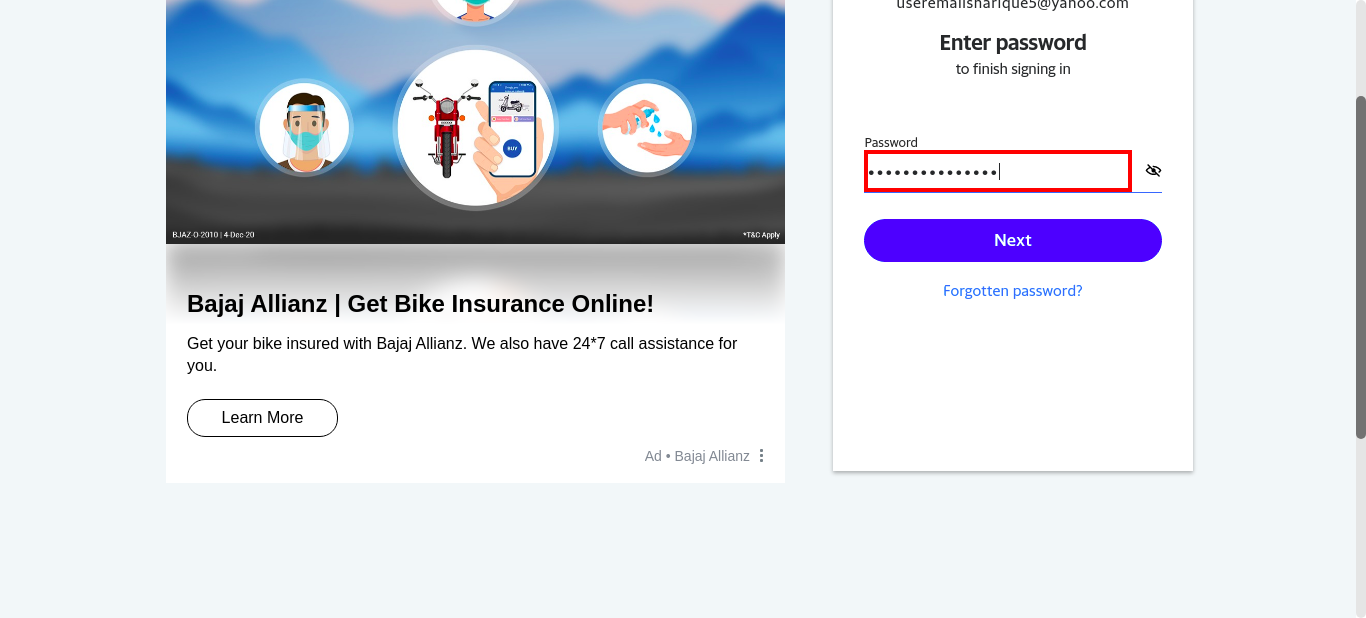 useremailsharique5@yahoo.com
Enter password
to finish signing in
Password
•••••••••••••••
Next
Forgotten password?
BUY
BJAZ-O-2010 | 4-Dec-20
*T&C Apply
Bajaj Allianz | Get Bike Insurance Online!
Get your bike insured with Bajaj Allianz. We also have 24*7 call assistance for
you.
Learn More
Ad • Bajaj Allianz